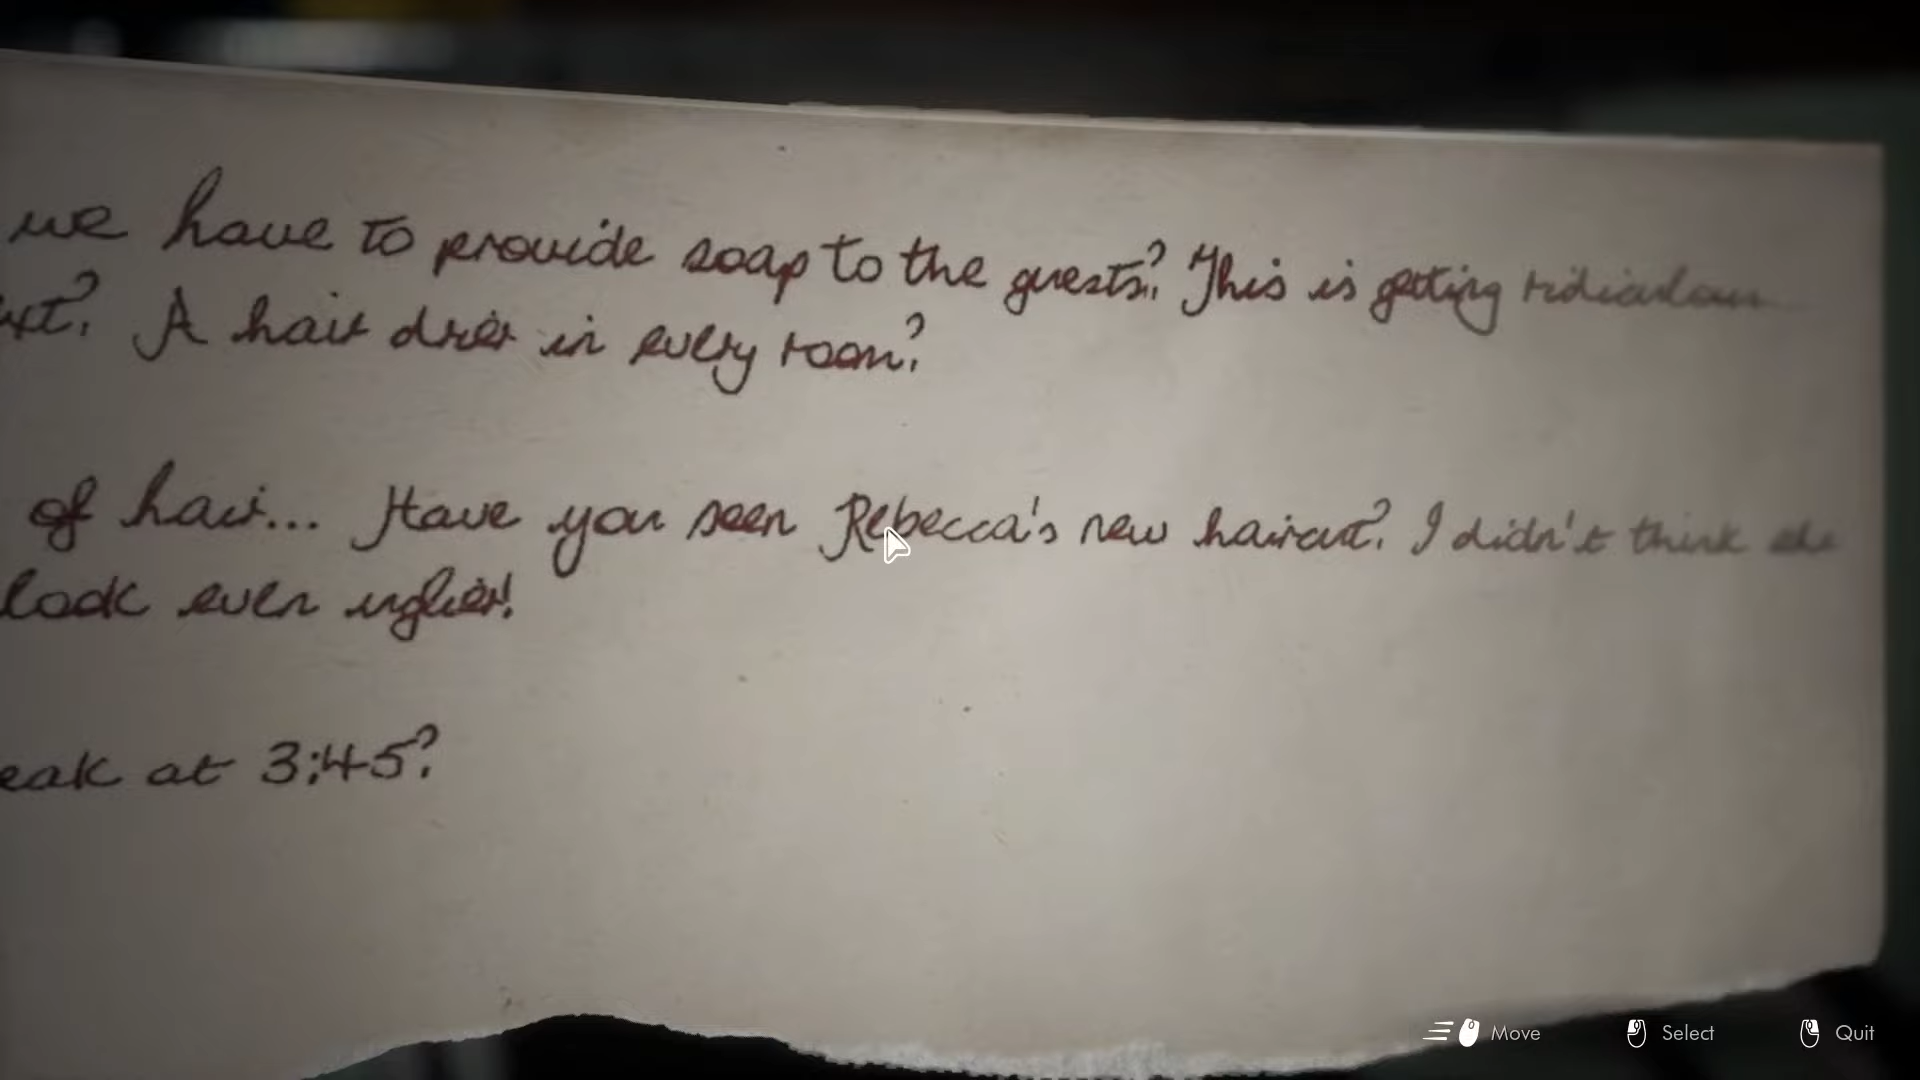 we have to provide soap to the guests? This is getting ridiculous
ext? A hair drier in every room?
of hair... Have you seen Rebecca's new haircut? I didn't think she
look even uglier!
eak at 3:45?
Move Select Quit